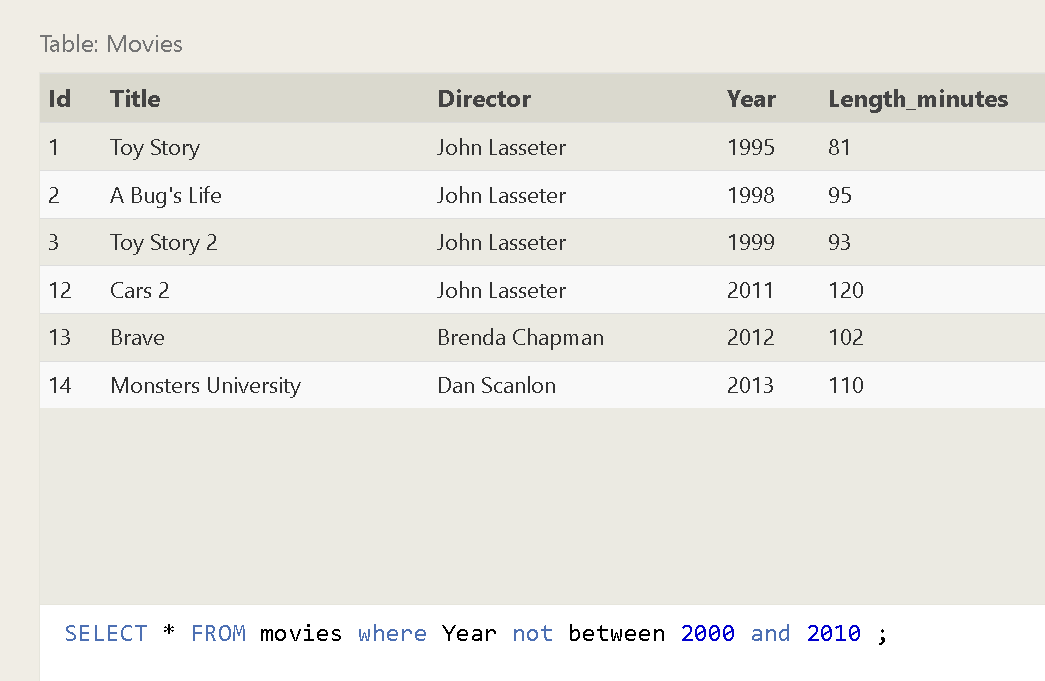 Table: Movies
Id Title Director Year Length_minutes
1 Toy Story John Lasseter 1995 81
2 A Bug's Life John Lasseter 1998 95
3 Toy Story 2 John Lasseter 1999 93
12 Cars 2 John Lasseter 2011 120
13 Brave Brenda Chapman 2012 102
14 Monsters University Dan Scanlon 2013 110
SELECT * FROM movies where Year not between 2000 and 2010 ;